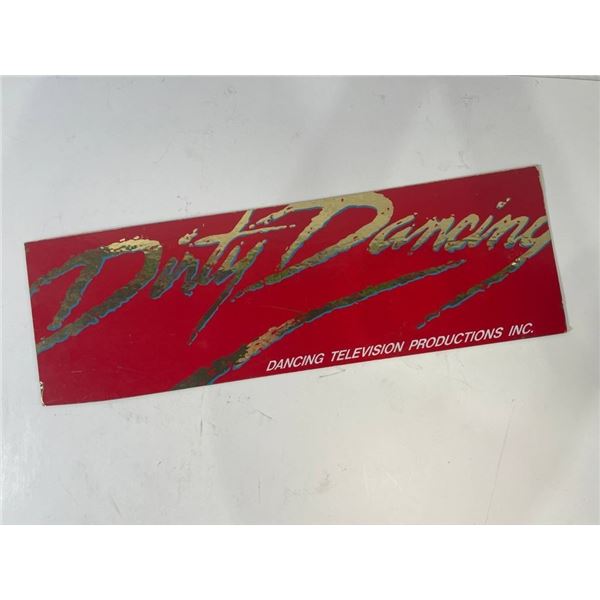 Dirty Dancing
DANCING TELEVISION PRODUCTIONS INC.